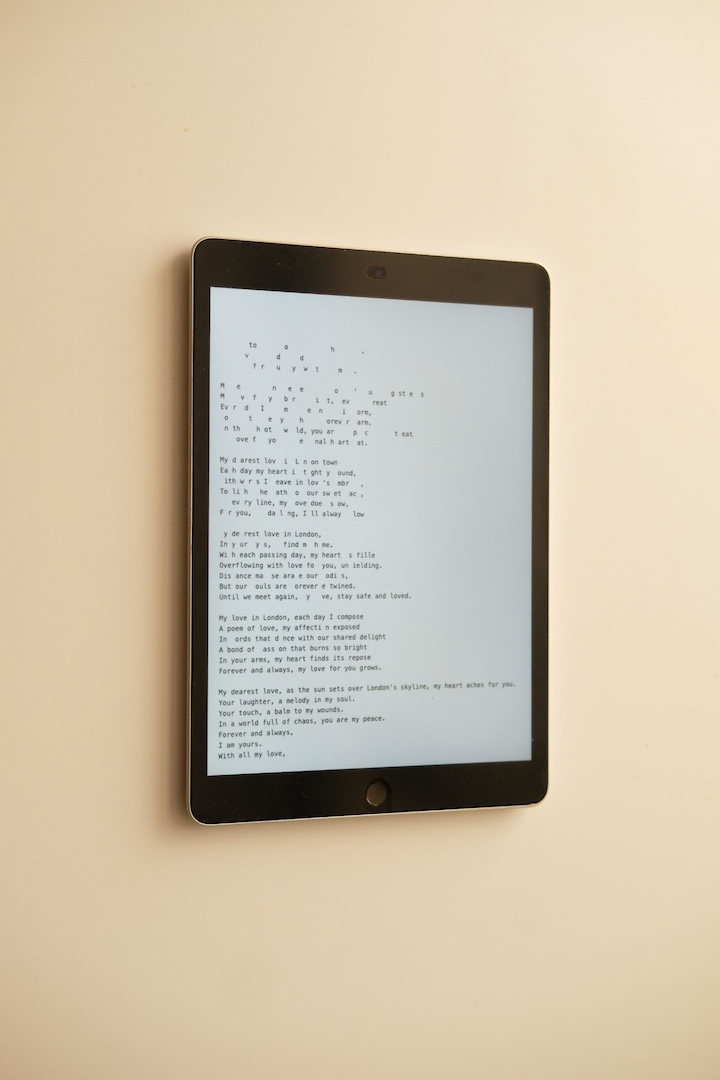 to o h .
v d d
f r u y w t m .
M e n e e o ' u g st e s
M v f y b r i t, ev reat
Ev r d I m e n i orm,
o t e y h orev r arm.
n th h ot w ld, you ar p c t eat
ove f yo e nal h art at.
My d arest lov i L n on town
Ea h day my heart i t ght y ound,
ith w r s I eave in lov 's mbr ,
To li h he ath o our sw et ac ,
ev ry line, my ove doe s ow,
F r you, da l ng, I ll alway low
y de rest love in London,
In y ur y s, find m h me.
Wi h each passing day, my heart s fille
Overflowing with love fo you, un ielding.
Dis ance ma se ara e our odi s,
But our ouls are orever e twined.
Until we meet again, y ve, stay safe and loved.
My love in London, each day I compose
A poem of love, my affecti n exposed
In ords that d nce with our shared delight
A bond of ass on that burns so bright
In your arms, my heart finds its repose
Forever and always, my love for you grows.
My dearest love, as the sun sets over London's skyline, my heart aches for you.
Your laughter, a melody in my soul.
Your touch, a balm to my wounds.
In a world full of chaos, you are my peace.
Forever and always,
I am yours.
With all my love,